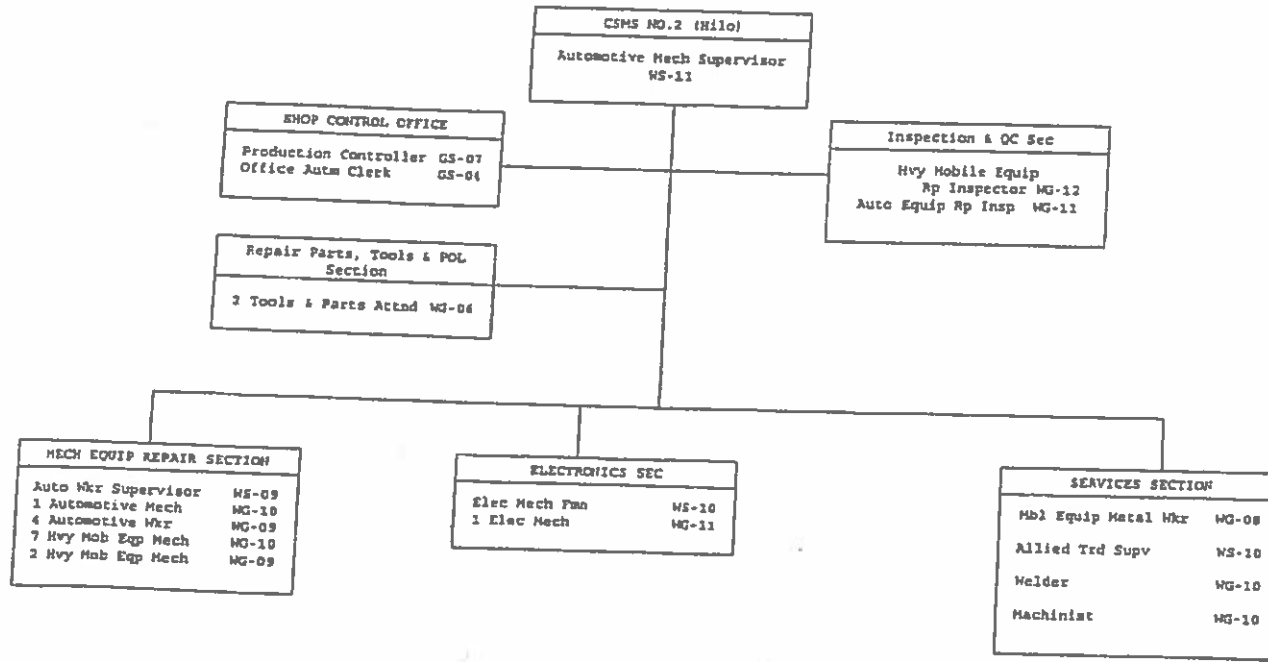 CSMS NO.2 (Hilo)
Automotive Mech Supervisor
WS-11
SHOP CONTROL OFFICE
Production Controller GS-07
Office Autm Clerk GS-04
Inspection & QC Sec
Hvy Mobile Equip
Rp Inspector WG-12
Auto Equip Rp Insp WG-11
Repair Parts, Tools & POL
Section
2 Tools & Parts Attnd WG-06
MECH EQUIP REPAIR SECTION
Auto Wkr Supervisor WS-09
1 Automotive Mech WG-10
4 Automotive Wkr WG-09
7 Hvy Mob Eqp Mech WG-10
2 Hvy Mob Eqp Mech WG-09
ELECTRONICS SEC
Elec Mech Fmn WS-10
1 Elec Mech WG-11
SERVICES SECTION
Mbl Equip Metal Wkr WG-08
Allied Trd Supv WS-10
Welder WG-10
Machinist WG-10